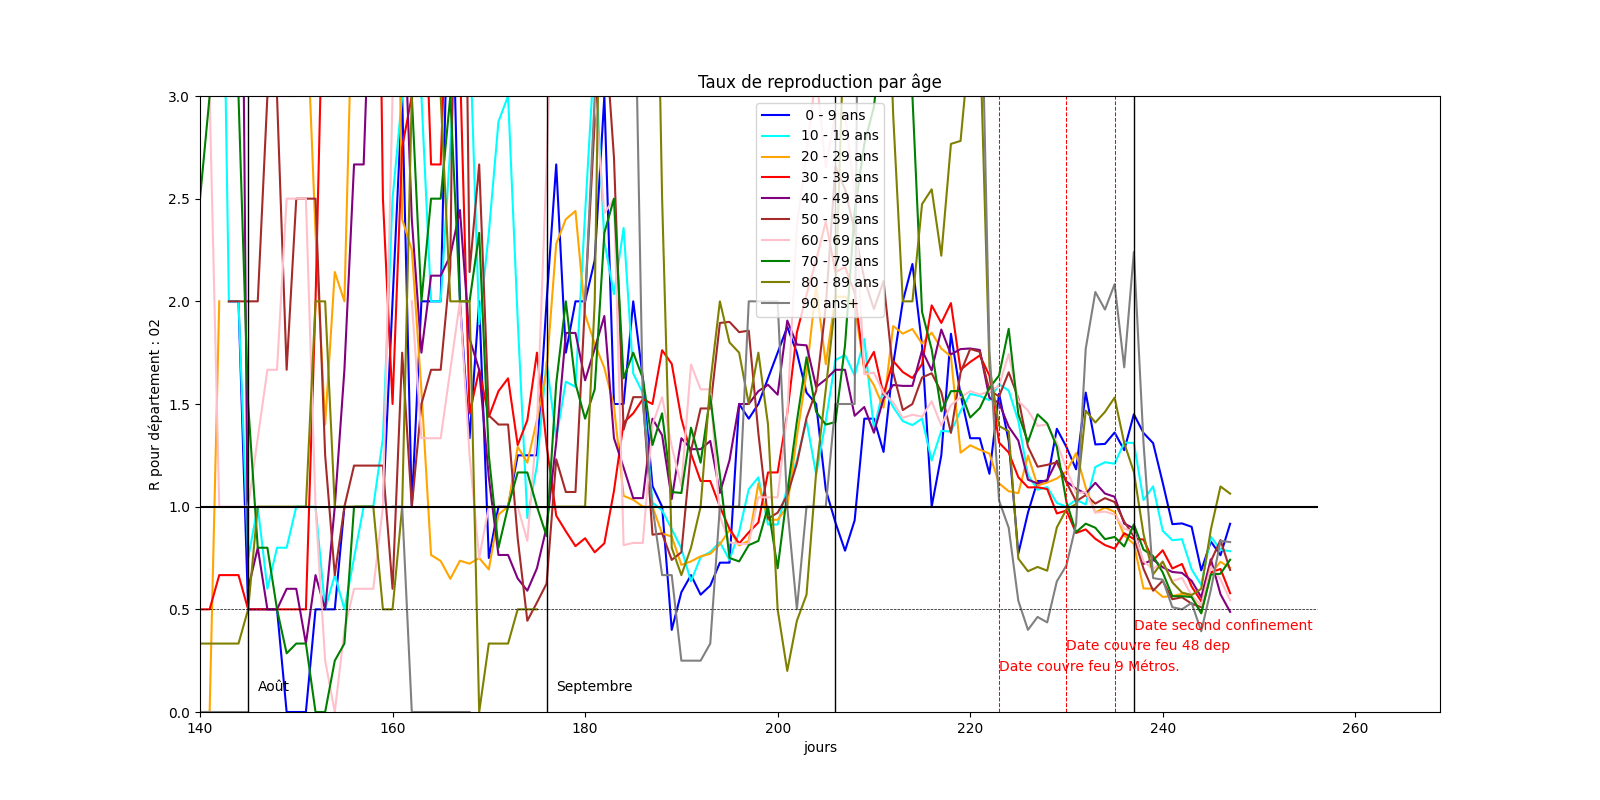 Taux de reproduction par âge
R pour département : 02
3.0
2.5
2.0
1.5
1.0
0.5
0.0
0 - 9 ans
10 - 19 ans
20 - 29 ans
30 - 39 ans
40 - 49 ans
50 - 59 ans
60 - 69 ans
70 - 79 ans
80 - 89 ans
90 ans+
Date second confinement
Date couvre feu 48 dep
Date couvre feu 9 Métros.
Août
Septembre
140
160
180
200
220
240
260
jours